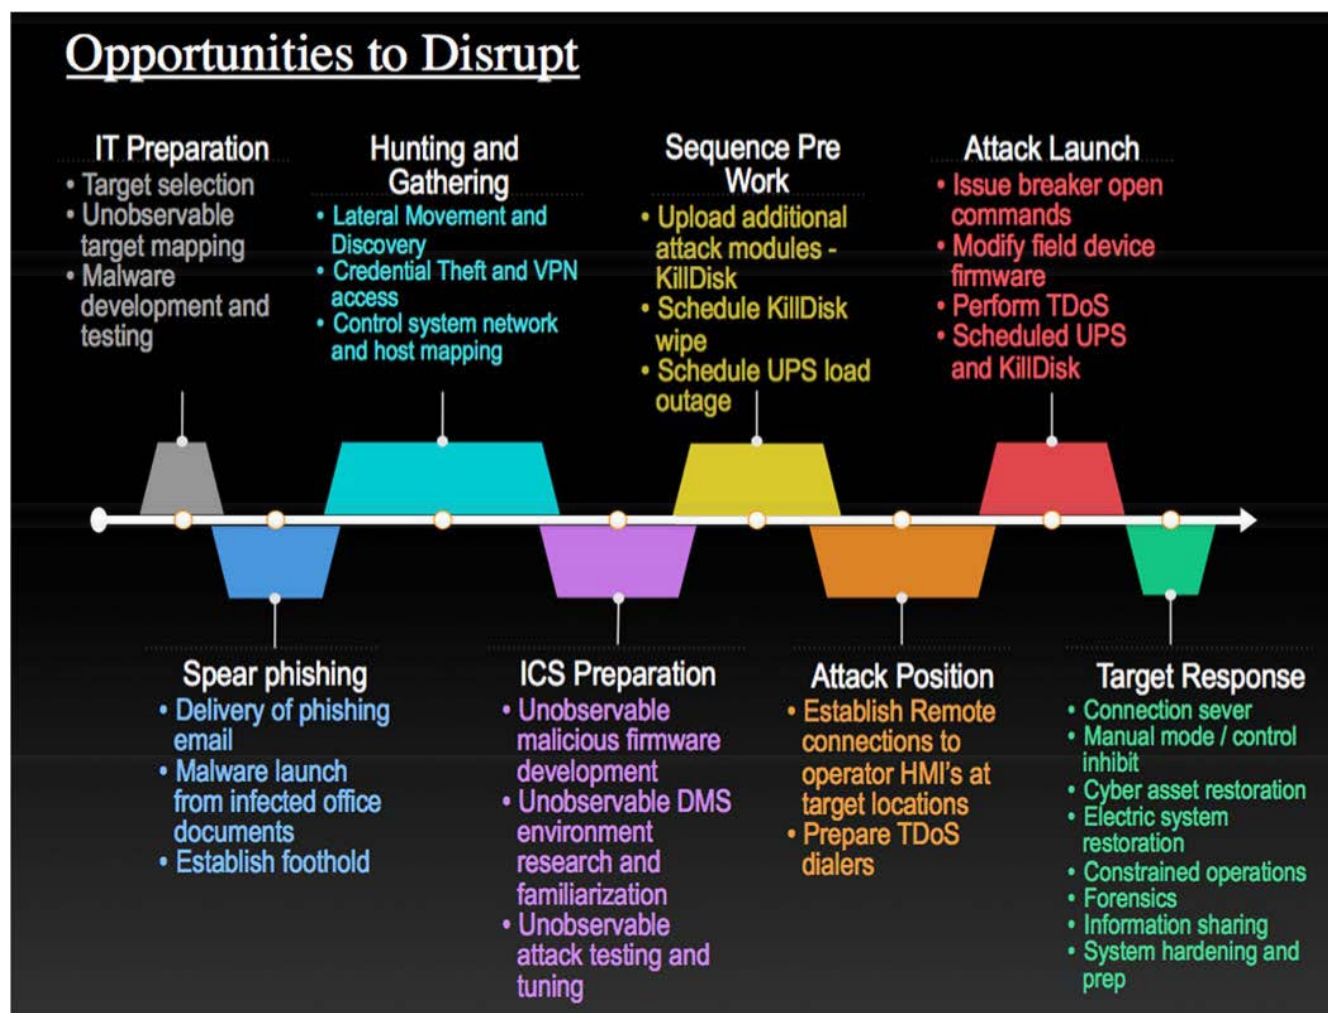 Opportunities to Disrupt
IT Preparation
• Target selection
• Unobservable
target mapping
• Malware
development and
testing
Hunting and
Gathering
• Lateral Movement and
Discovery
• Credential Theft and VPN
access
• Control system network
and host mapping
Sequence Pre
Work
• Upload additional
attack modules -
KillDisk
• Schedule KillDisk
wipe
• Schedule UPS load
outage
Attack Launch
• Issue breaker open
commands
• Modify field device
firmware
• Perform TDoS
• Scheduled UPS
and KillDisk
Spear phishing
• Delivery of phishing
email
• Malware launch
from infected office
documents
• Establish foothold
ICS Preparation
• Unobservable
malicious firmware
development
• Unobservable DMS
environment
research and
familiarization
• Unobservable
attack testing and
tuning
Attack Position
• Establish Remote
connections to
operator HMI's at
target locations
• Prepare TDoS
dialers
Target Response
• Connection sever
• Manual mode / control
inhibit
• Cyber asset restoration
• Electric system
restoration
• Constrained operations
• Forensics
• Information sharing
• System hardening and
prep